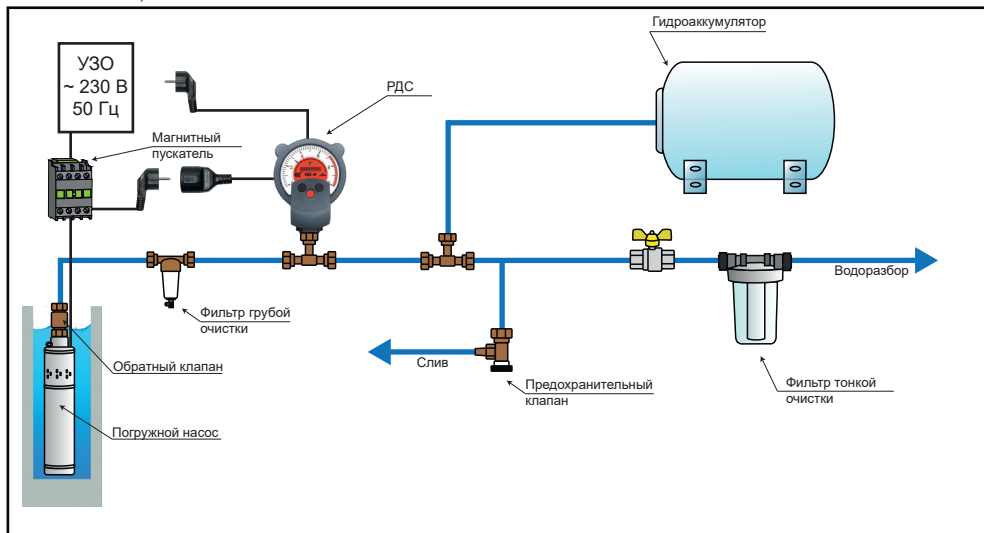 Гидроаккумулятор
УЗО
~ 230 В
50 Гц
РДС
Магнитный
пускатель
Водоразбор
Фильтр грубой
очистки
Обратный клапан
Слив
Предохранительный
клапан
Фильтр тонкой
очистки
Погружной насос